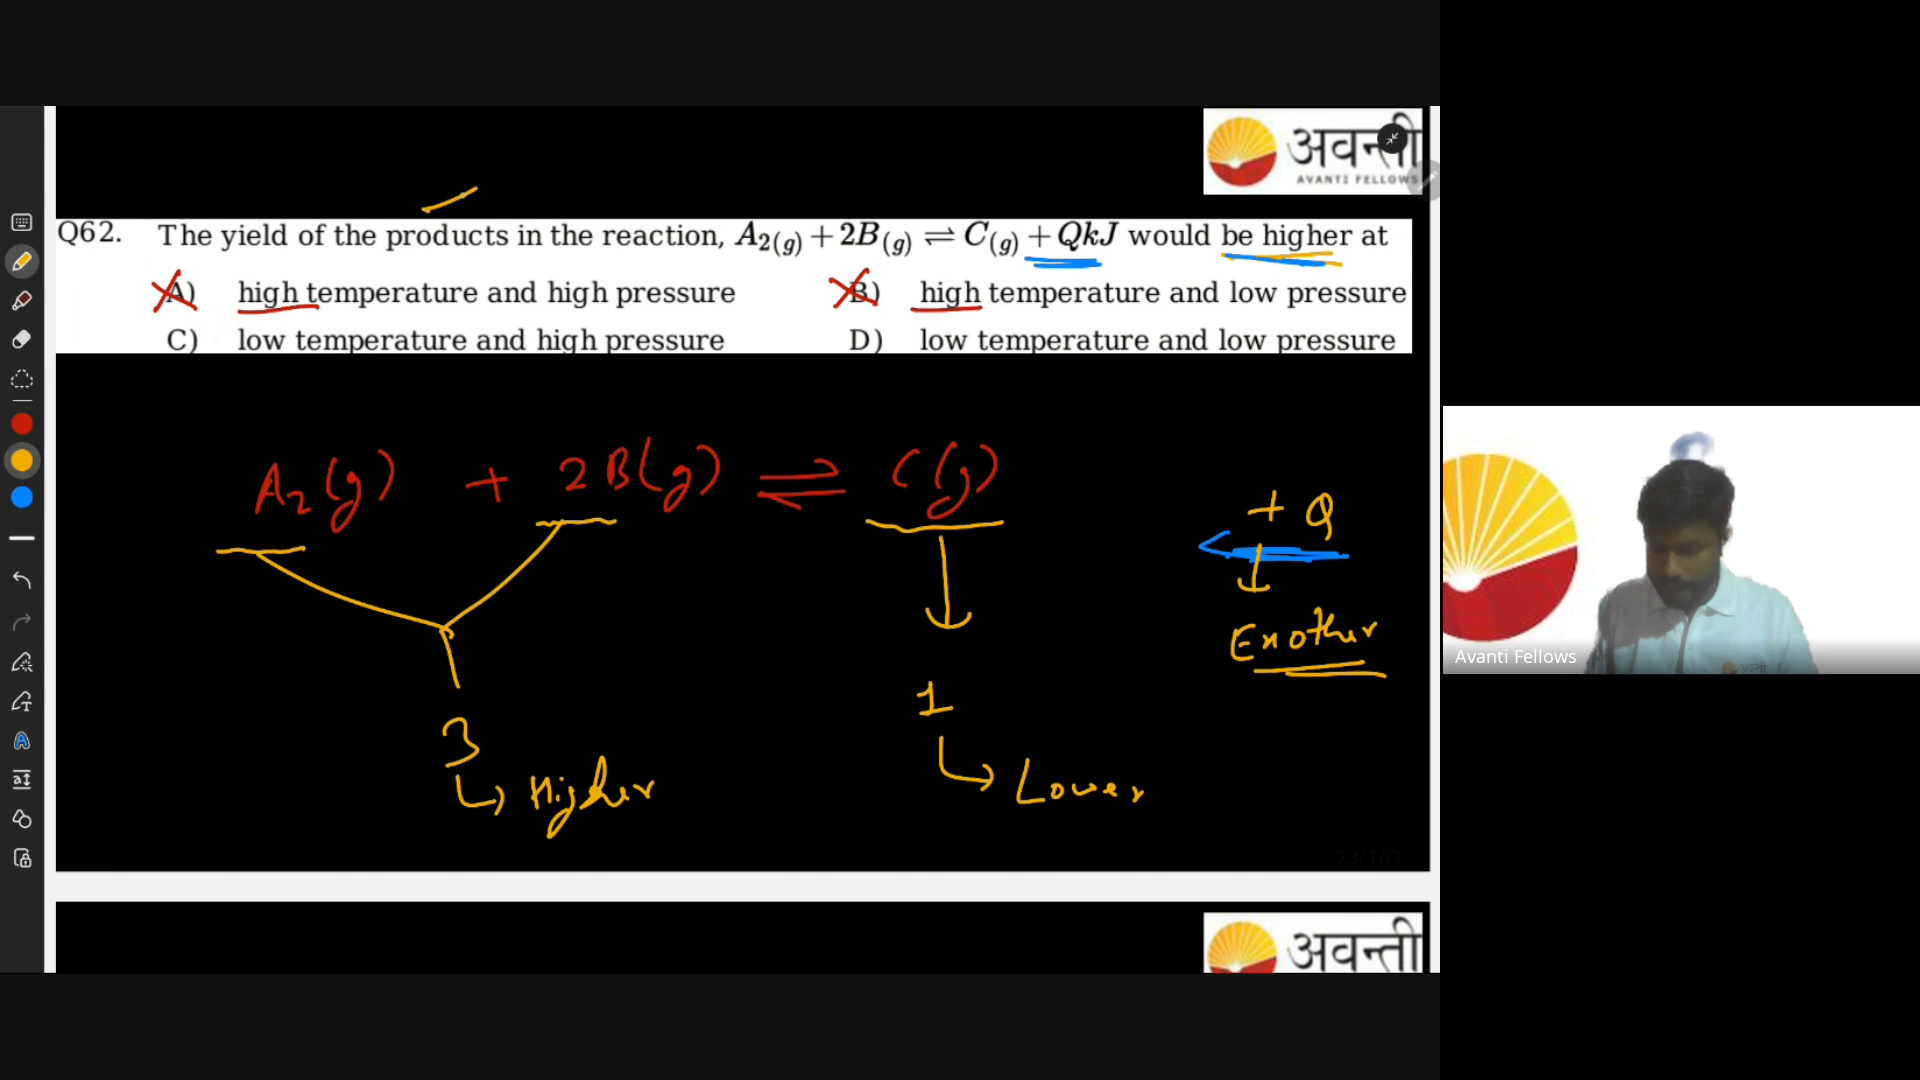 अवन्ती
AVANTI FELLOWS
Q62. The yield of the products in the reaction, A2(g) + 2B(g) ⇌ C(g) + QkJ would be higher at
A) high temperature and high pressure B) high temperature and low pressure
C) low temperature and high pressure D) low temperature and low pressure
A2(g) + 2B(g) ⇌ C(g) + Q
Exother
3 1
Higher Lower
23/103
अवन्ती
Avanti Fellows